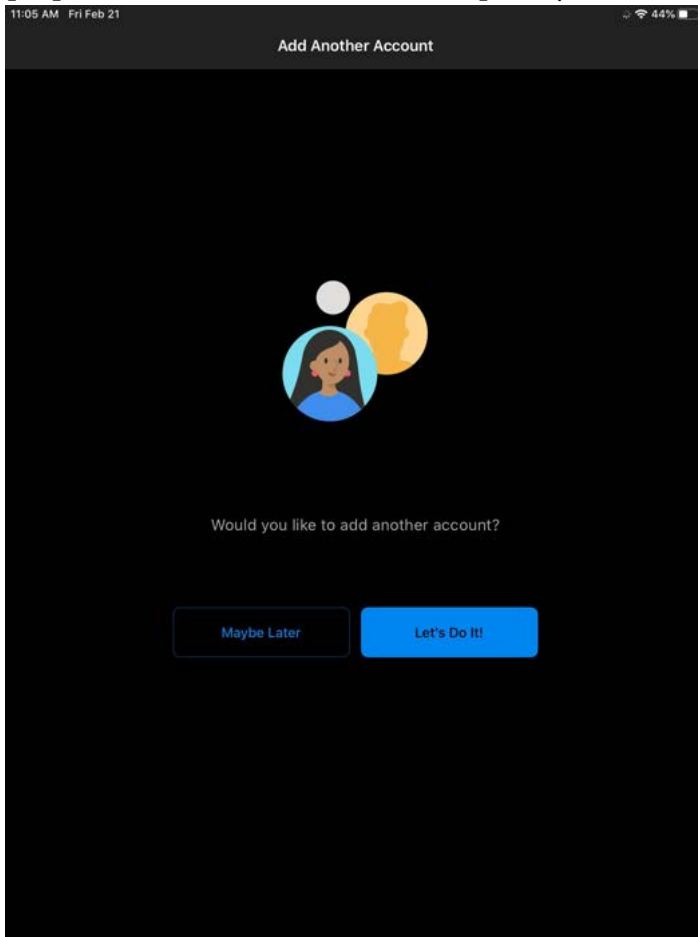 11:05 AM Fri Feb 21 44%
Add Another Account
Would you like to add another account?
Maybe Later Let's Do It!